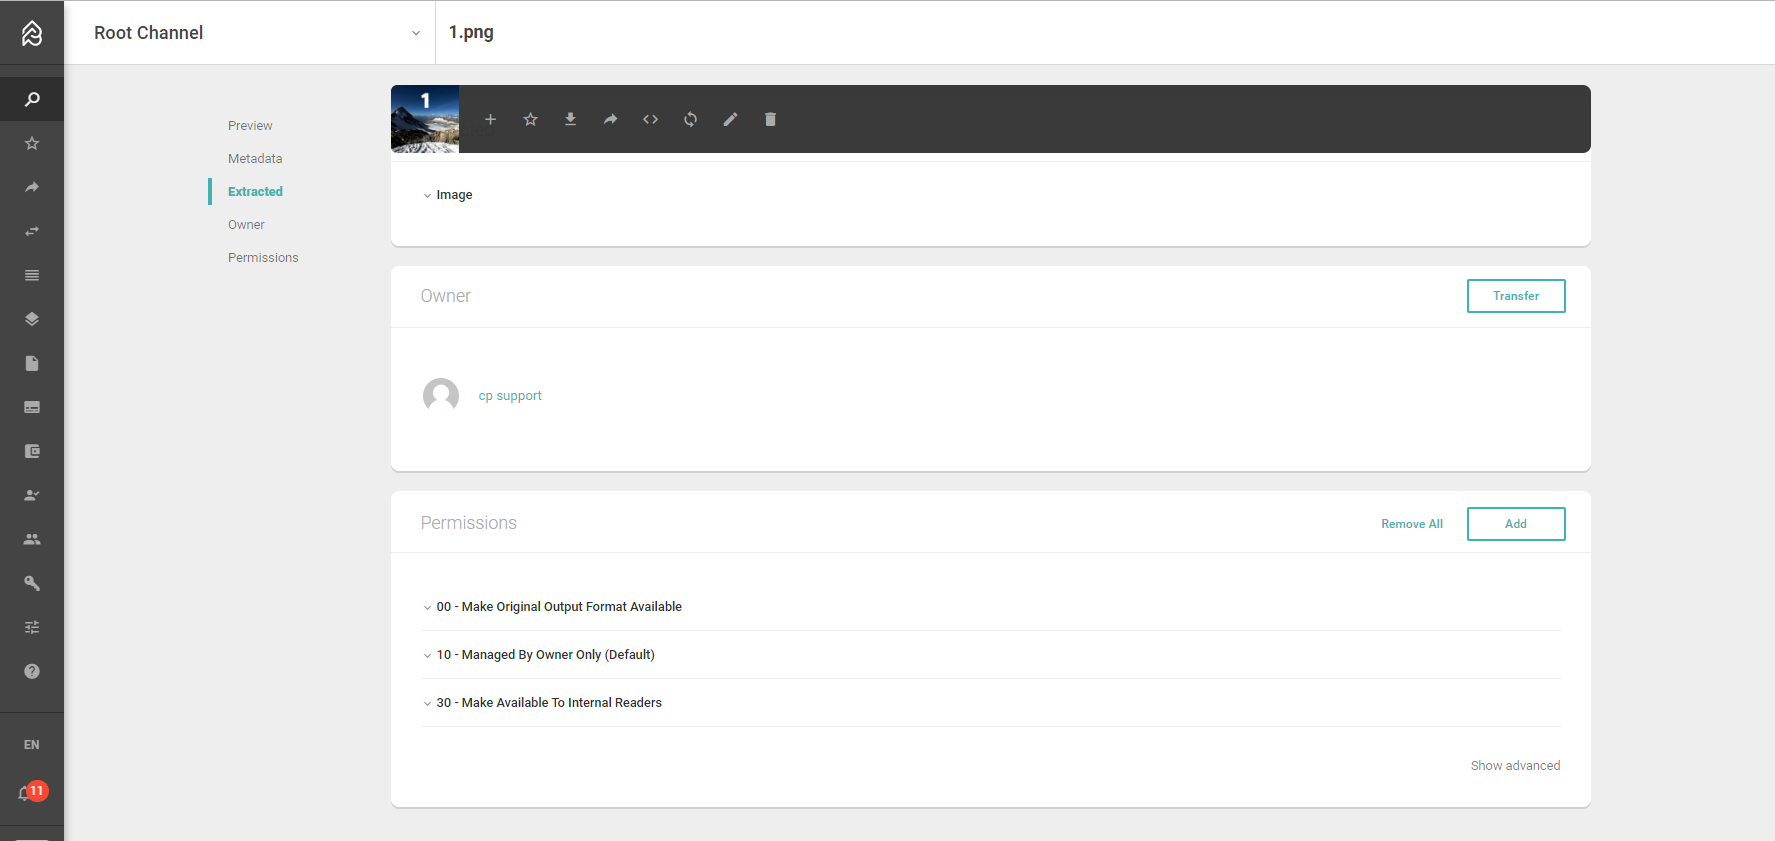 Root Channel
1.png
1
Preview
Metadata
Extracted
Owner
Permissions
Image
Owner
Transfer
cp support
Permissions
Remove All
Add
00 - Make Original Output Format Available
10 - Managed By Owner Only (Default)
30 - Make Available To Internal Readers
Show advanced
EN
11